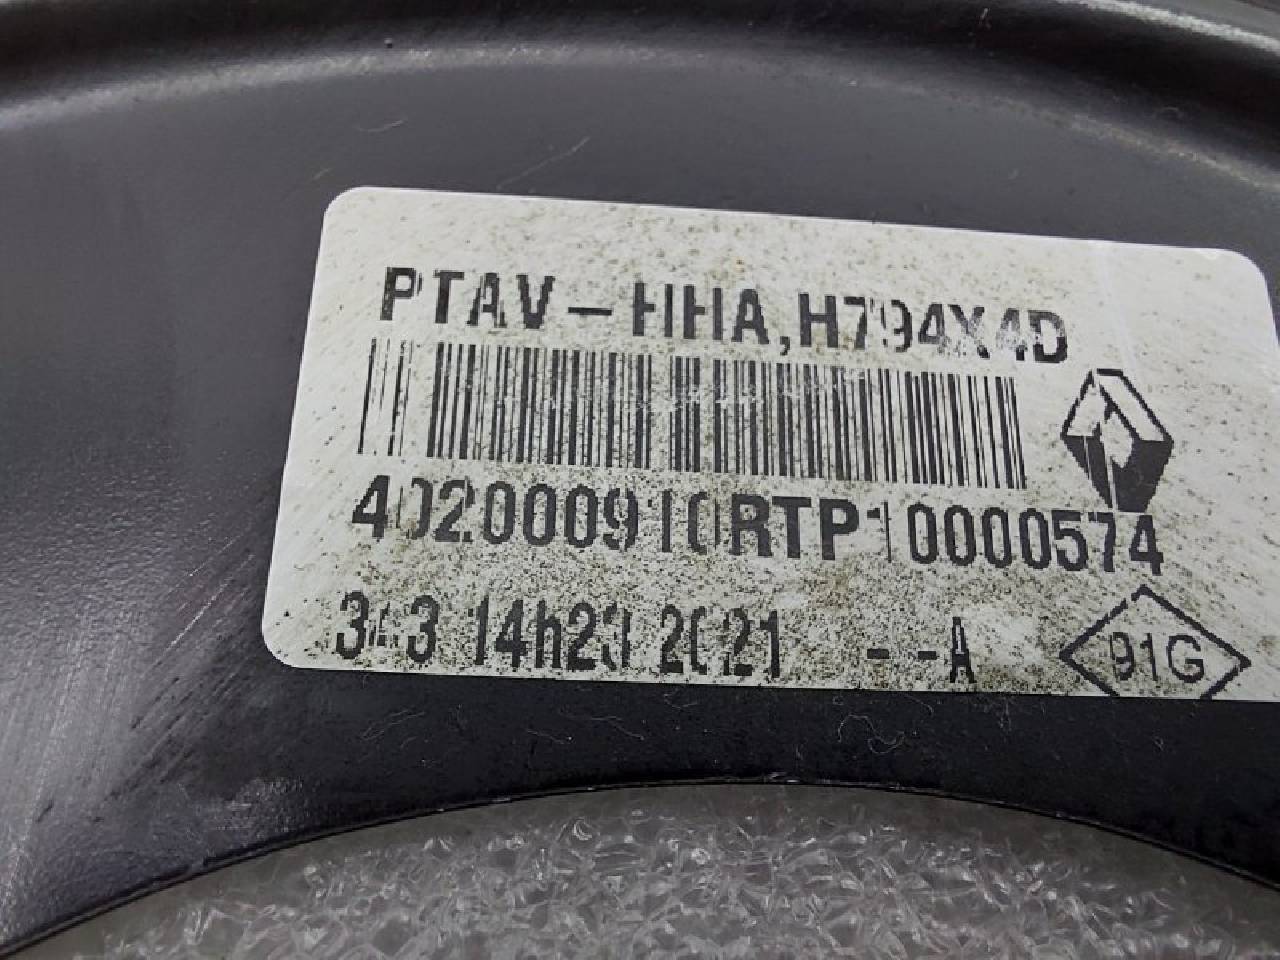 PTAV-HHA,H794X4D
402000910RTP10000574
343 14h23 2021 --A
91G